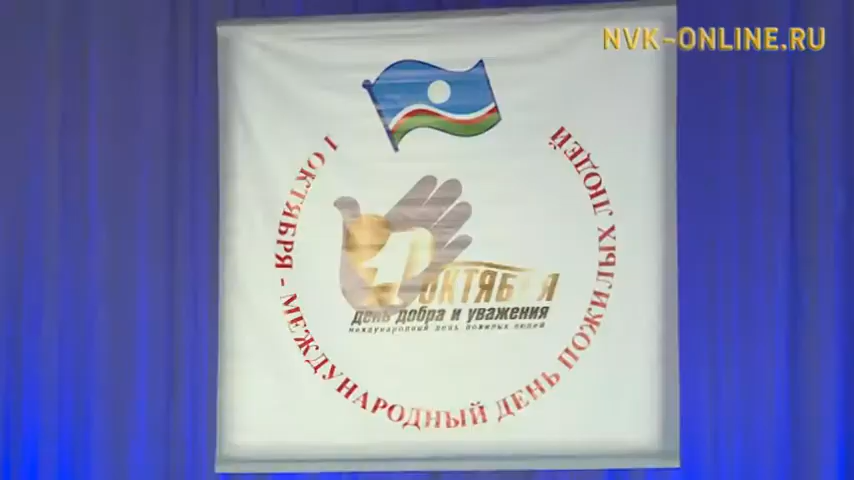 NVK-ONLINE.RU
1 ОКТЯБРЯ - МЕЖДУНАРОДНЫЙ ДЕНЬ ПОЖИЛЫХ ЛЮДЕЙ
1 ОКТЯБРЯ
день добра и уважения
международный день пожилых людей